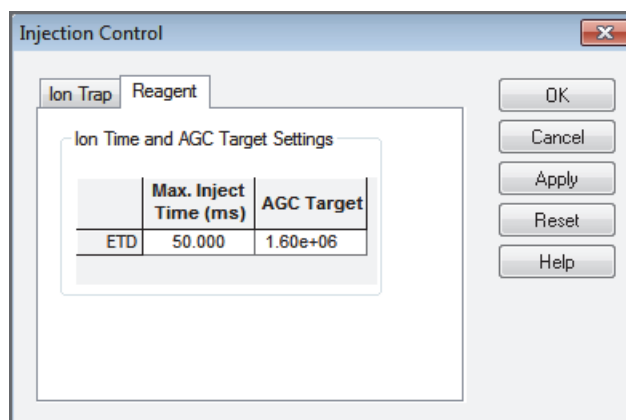 Injection Control
Ion Trap Reagent
Ion Time and AGC Target Settings
Max. Inject Time (ms) AGC Target
ETD 50.000 1.60e+06
OK
Cancel
Apply
Reset
Help